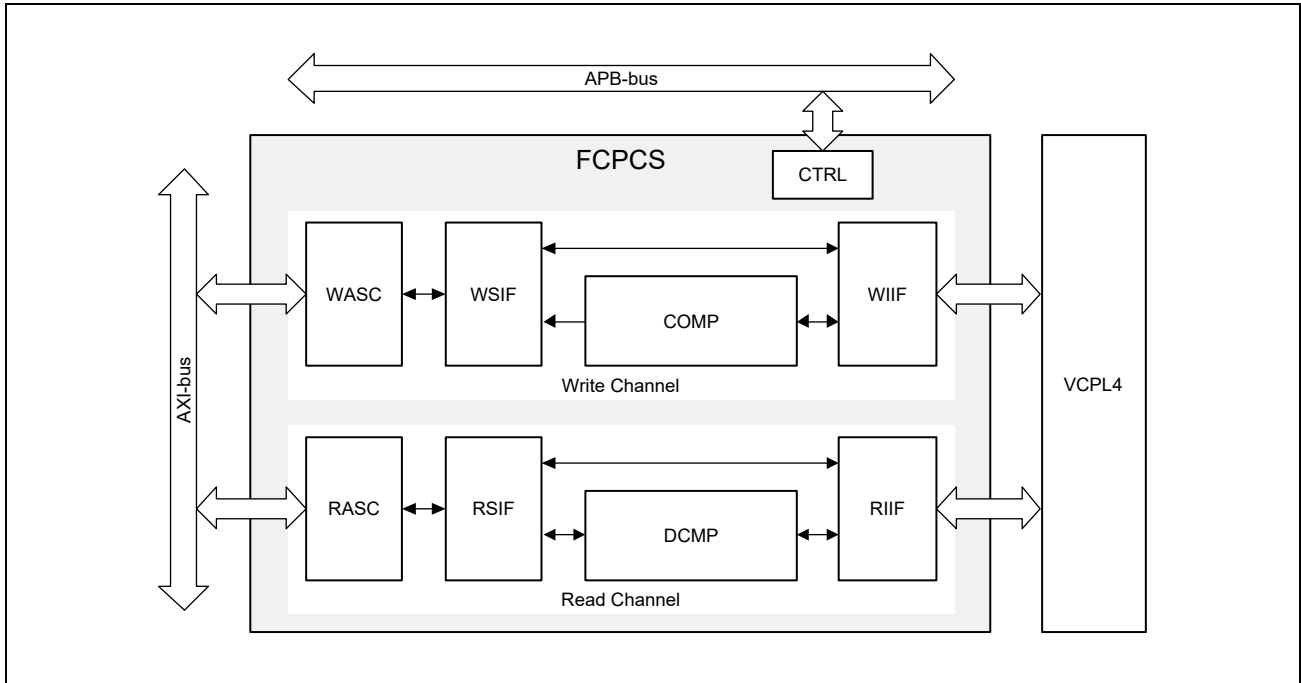 APB-bus
FCPCS
CTRL
AXI-bus
WASC
WSIF
COMP
WIIF
Write Channel
VCPL4
RASC
RSIF
DCMP
RIIF
Read Channel